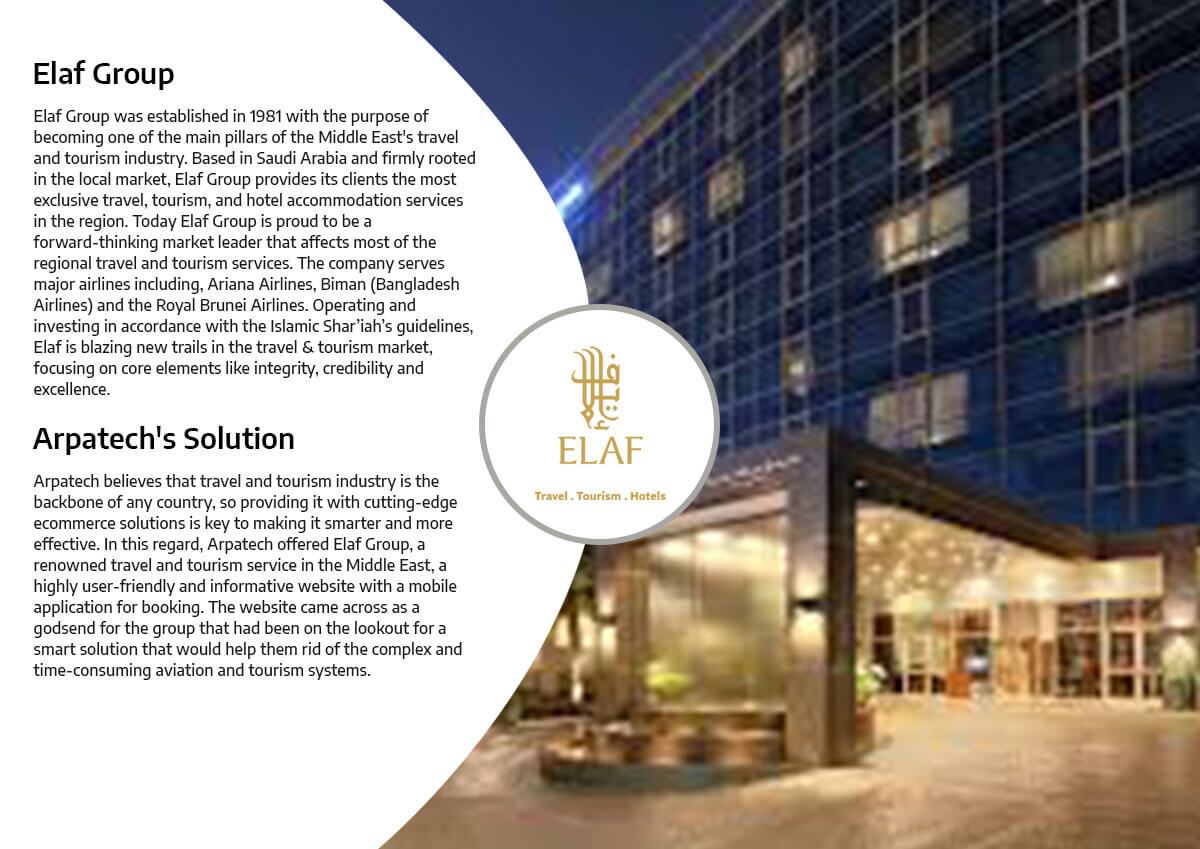 Elaf Group
Elaf Group was established in 1981 with the purpose of
becoming one of the main pillars of the Middle East's travel
and tourism industry. Based in Saudi Arabia and firmly rooted
in the local market, Elaf Group provides its clients the most
exclusive travel, tourism, and hotel accommodation services
in the region. Today Elaf Group is proud to be a
forward-thinking market leader that affects most of the
regional travel and tourism services. The company serves
major airlines including, Ariana Airlines, Biman (Bangladesh
Airlines) and the Royal Brunei Airlines. Operating and
investing in accordance with the Islamic Shar’iah’s guidelines,
Elaf is blazing new trails in the travel & tourism market,
focusing on core elements like integrity, credibility and
excellence.
Arpatech's Solution
Arpatech believes that travel and tourism industry is the
backbone of any country, so providing it with cutting-edge
ecommerce solutions is key to making it smarter and more
effective. In this regard, Arpatech offered Elaf Group, a
renowned travel and tourism service in the Middle East, a
highly user-friendly and informative website with a mobile
application for booking. The website came across as a
godsend for the group that had been on the lookout for a
smart solution that would help them rid of the complex and
time-consuming aviation and tourism systems.
إيلاف
ELAF
Travel . Tourism . Hotels